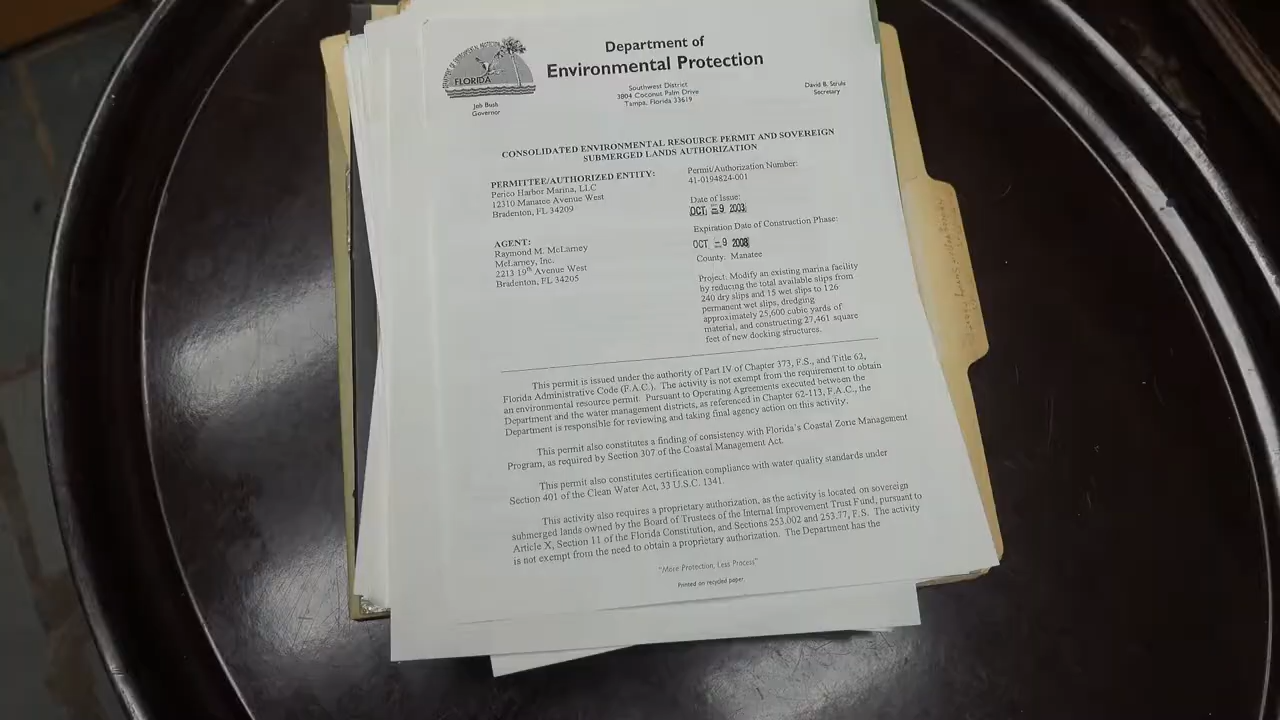 DEPARTMENT OF ENVIRONMENTAL PROTECTION
FLORIDA
Jeb Bush
Governor
Department of
Environmental Protection
Southwest District
3804 Coconut Palm Drive
Tampa, Florida 33619
David B. Struhs
Secretary
CONSOLIDATED ENVIRONMENTAL RESOURCE PERMIT AND SOVEREIGN
SUBMERGED LANDS AUTHORIZATION
PERMITTEE/AUTHORIZED ENTITY:
Perico Harbor Marina, LLC
12310 Manatee Avenue West
Bradenton, FL 34209
AGENT:
Raymond M. McLarney
McLarney, Inc.
2213 19th Avenue West
Bradenton, FL 34205
Permit/Authorization Number:
41-0194824-001
Date of Issue:
OCT - 9 2003
Expiration Date of Construction Phase:
OCT - 9 2008
County: Manatee
Project: Modify an existing marina facility
by reducing the total available slips from
240 dry slips and 15 wet slips to 126
permanent wet slips, dredging
approximately 25,600 cubic yards of
material, and constructing 27,461 square
feet of new docking structures.
This permit is issued under the authority of Part IV of Chapter 373, F.S., and Title 62,
Florida Administrative Code (F.A.C.). The activity is not exempt from the requirement to obtain
an environmental resource permit. Pursuant to Operating Agreements executed between the
Department and the water management districts, as referenced in Chapter 62-113, F.A.C., the
Department is responsible for reviewing and taking final agency action on this activity.
This permit also constitutes a finding of consistency with Florida's Coastal Zone Management
Program, as required by Section 307 of the Coastal Management Act.
This permit also constitutes certification compliance with water quality standards under
Section 401 of the Clean Water Act, 33 U.S.C. 1341.
This activity also requires a proprietary authorization, as the activity is located on sovereign
submerged lands owned by the Board of Trustees of the Internal Improvement Trust Fund, pursuant to
Article X, Section 11 of the Florida Constitution, and Sections 253.002 and 253.77, F.S. The activity
is not exempt from the need to obtain a proprietary authorization. The Department has the
"More Protection, Less Process"
Printed on recycled paper.